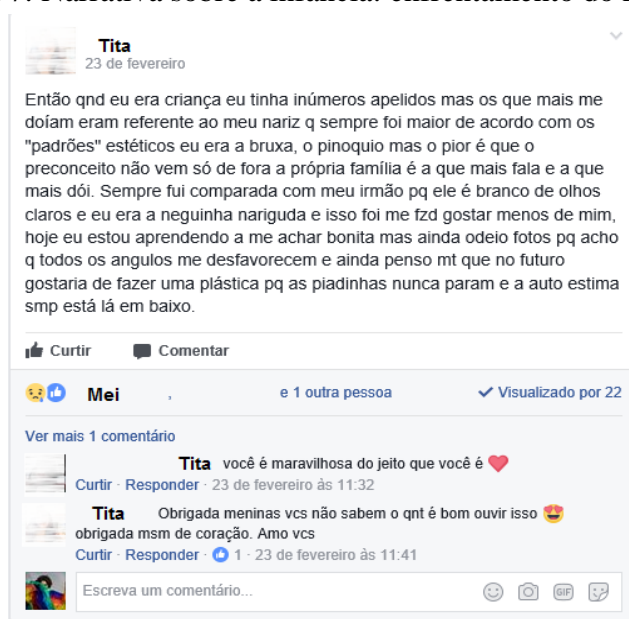 Tita
23 de fevereiro
Então qnd eu era criança eu tinha inúmeros apelidos mas os que mais me
doíam eram referente ao meu nariz q sempre foi maior de acordo com os
"padrões" estéticos eu era a bruxa, o pinoquio mas o pior é que o
preconceito não vem só de fora a própria família é a que mais fala e a que
mais dói. Sempre fui comparada com meu irmão pq ele é branco de olhos
claros e eu era a neguinha nariguda e isso foi me fzd gostar menos de mim,
hoje eu estou aprendendo a me achar bonita mas ainda odeio fotos pq acho
q todos os angulos me desfavorecem e ainda penso mt que no futuro
gostaria de fazer uma plástica pq as piadinhas nunca param e a auto estima
smp está lá em baixo.
Curtir Comentar
Mei , e 1 outra pessoa Visualizado por 22
Ver mais 1 comentário
Tita você é maravilhosa do jeito que você é
Curtir · Responder · 23 de fevereiro às 11:32
Tita Obrigada meninas vcs não sabem o qnt é bom ouvir isso
obrigada msm de coração. Amo vcs
Curtir · Responder · 1 · 23 de fevereiro às 11:41
Escreva um comentário... GIF